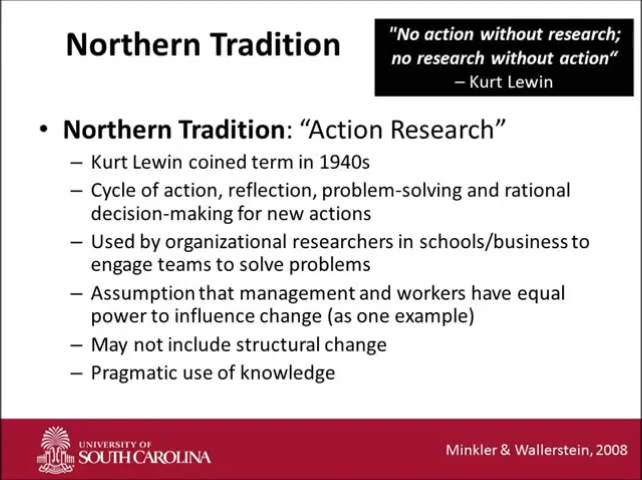 Northern Tradition
"No action without research;
no research without action“
– Kurt Lewin
• Northern Tradition: “Action Research”
– Kurt Lewin coined term in 1940s
– Cycle of action, reflection, problem-solving and rational
decision-making for new actions
– Used by organizational researchers in schools/business to
engage teams to solve problems
– Assumption that management and workers have equal
power to influence change (as one example)
– May not include structural change
– Pragmatic use of knowledge
UNIVERSITY OF
SOUTH CAROLINA
Minkler & Wallerstein, 2008